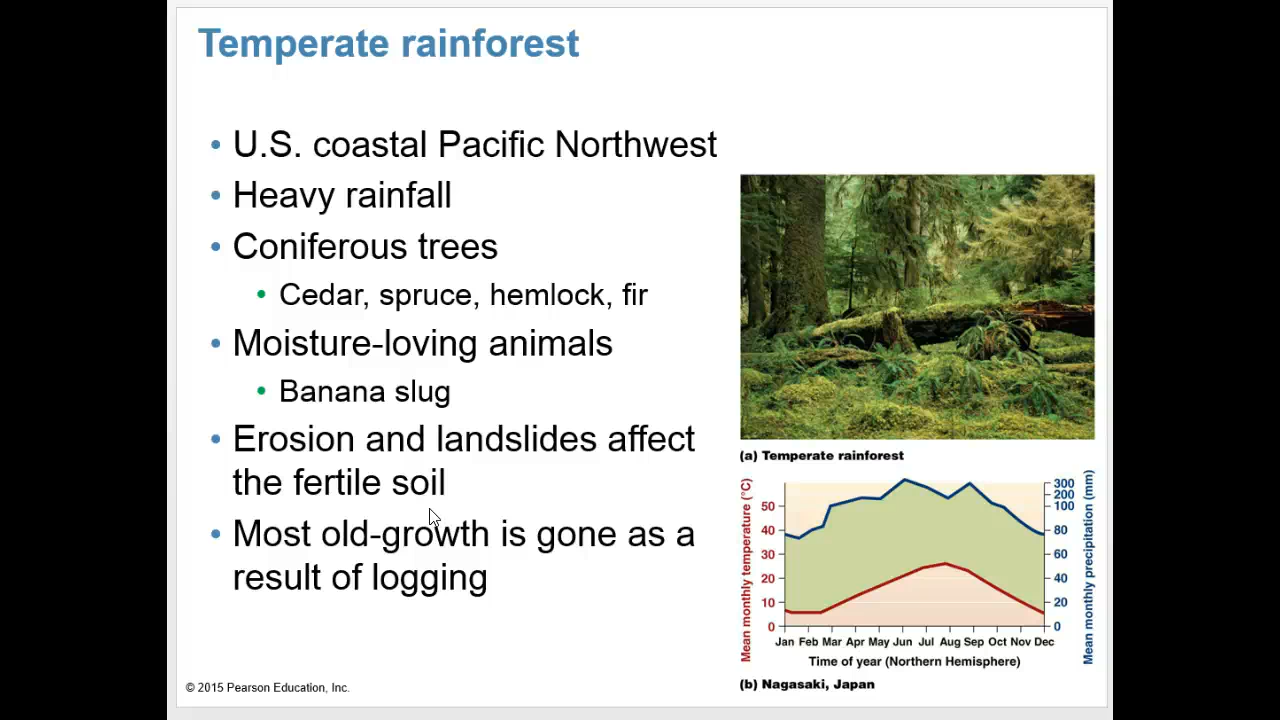 Temperate rainforest
• U.S. coastal Pacific Northwest
• Heavy rainfall
• Coniferous trees
• Cedar, spruce, hemlock, fir
• Moisture-loving animals
• Banana slug
• Erosion and landslides affect
the fertile soil
• Most old-growth is gone as a
result of logging
(a) Temperate rainforest
Mean monthly temperature (°C)
50
40
30
20
10
0
300
200
100
80
60
40
20
0
Mean monthly precipitation (mm)
Jan Feb Mar Apr May Jun Jul Aug Sep Oct Nov Dec
Time of year (Northern Hemisphere)
(b) Nagasaki, Japan
© 2015 Pearson Education, Inc.